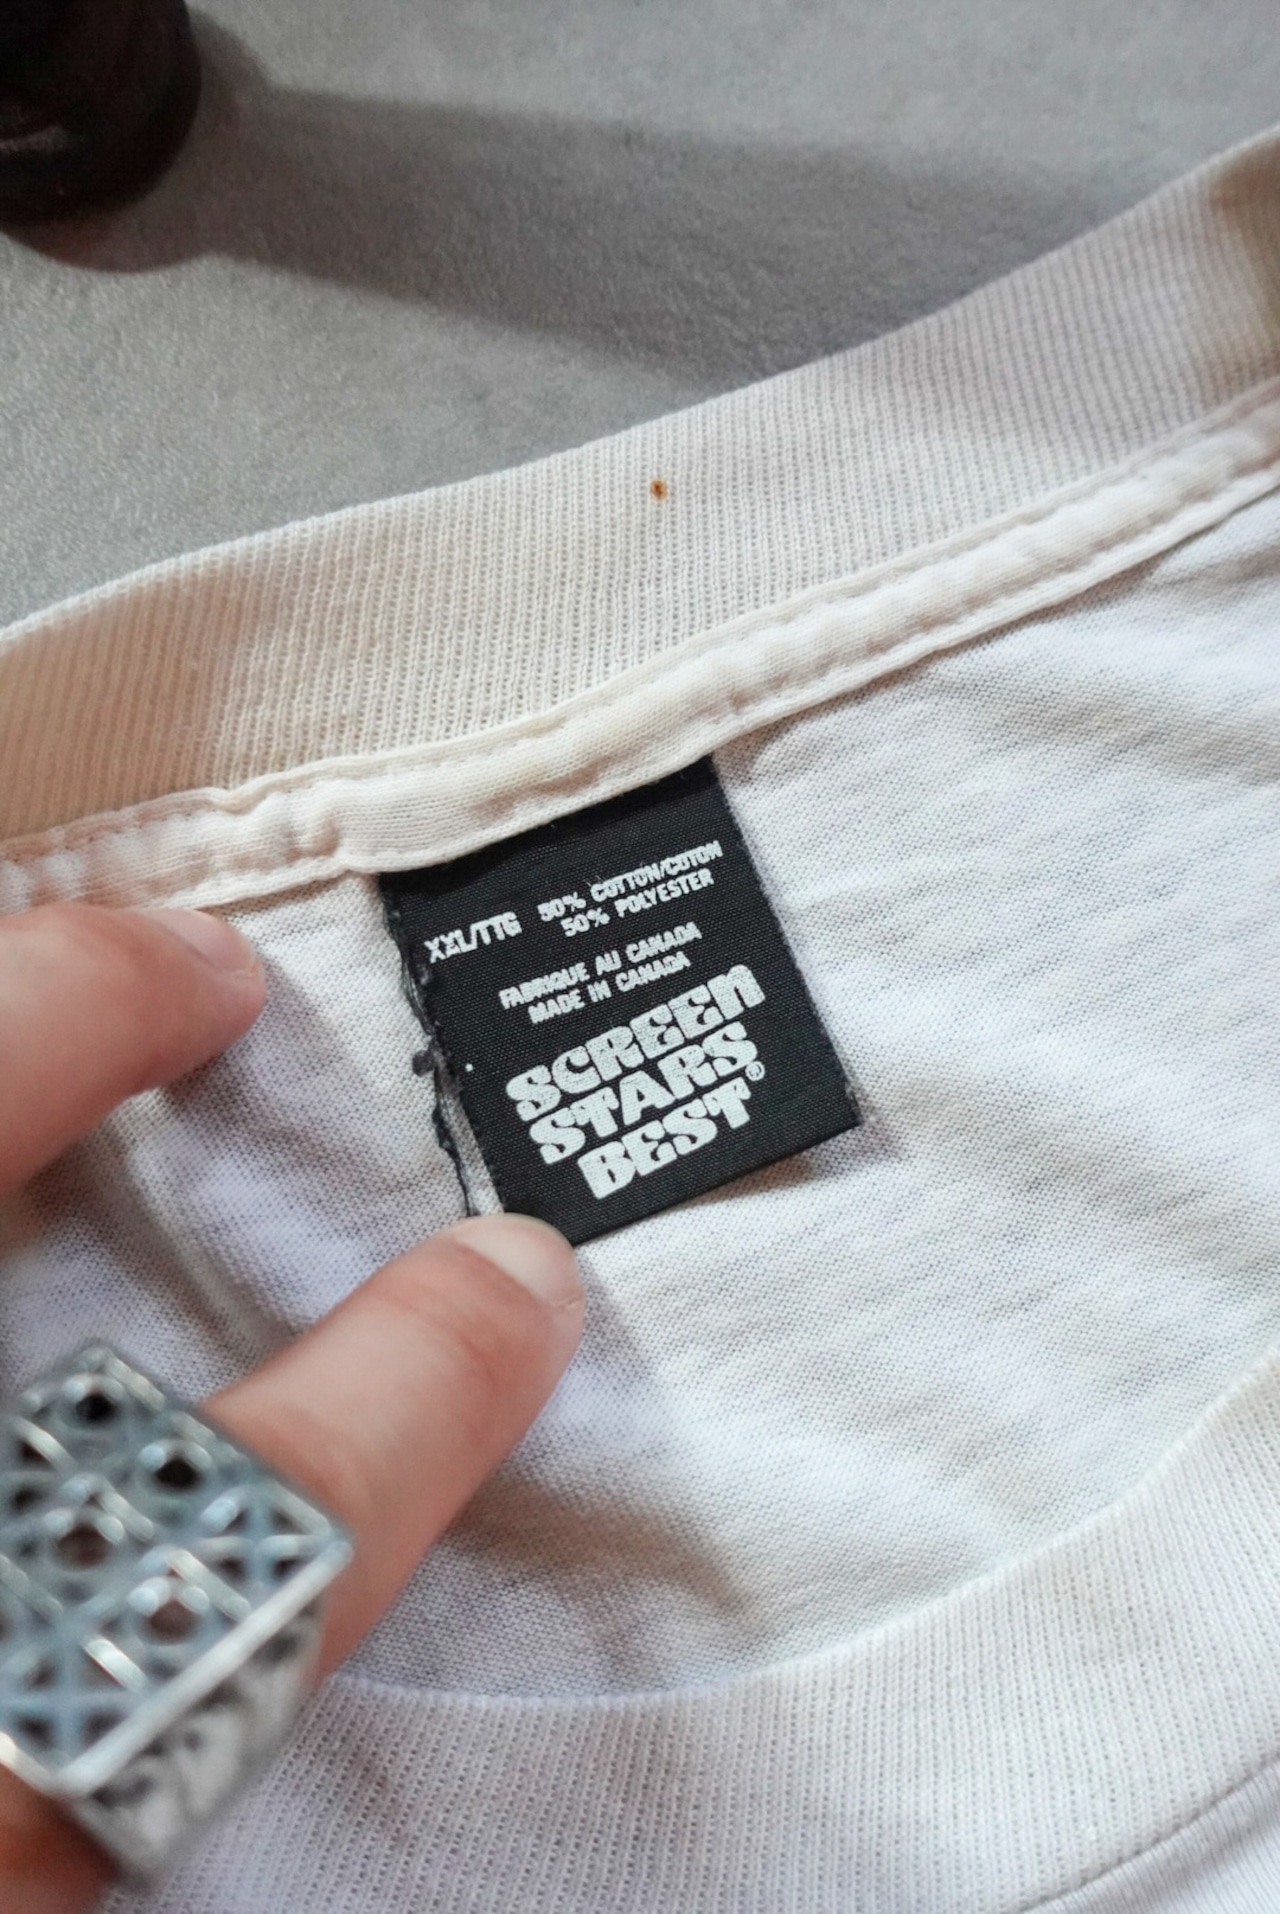 XXL/TTG 50% COTTON/COTON
50% POLYESTER
FABRIQUE AU CANADA
MADE IN CANADA
SCREEN
STARS
BEST®